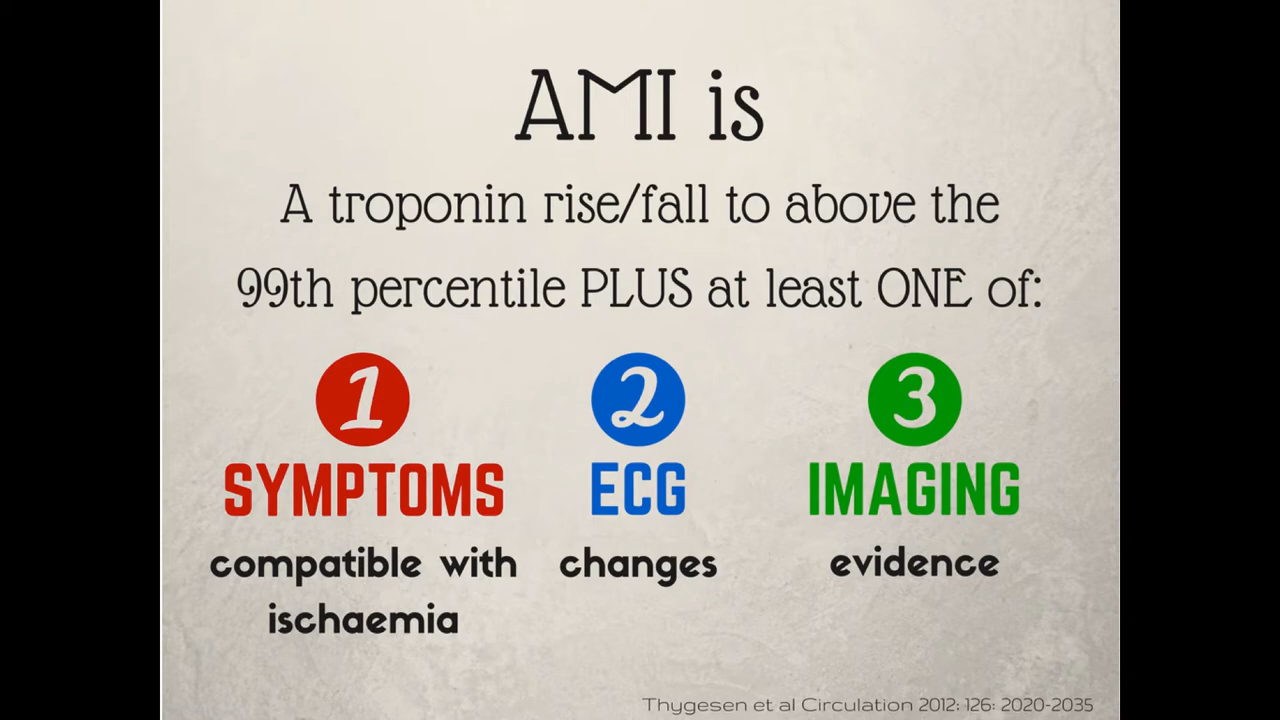 AMI is
A troponin rise/fall to above the
99th percentile PLUS at least ONE of:
1 2 3
SYMPTOMS ECG IMAGING
compatible with changes evidence
ischaemia
Thygesen et al Circulation 2012; 126: 2020-2035